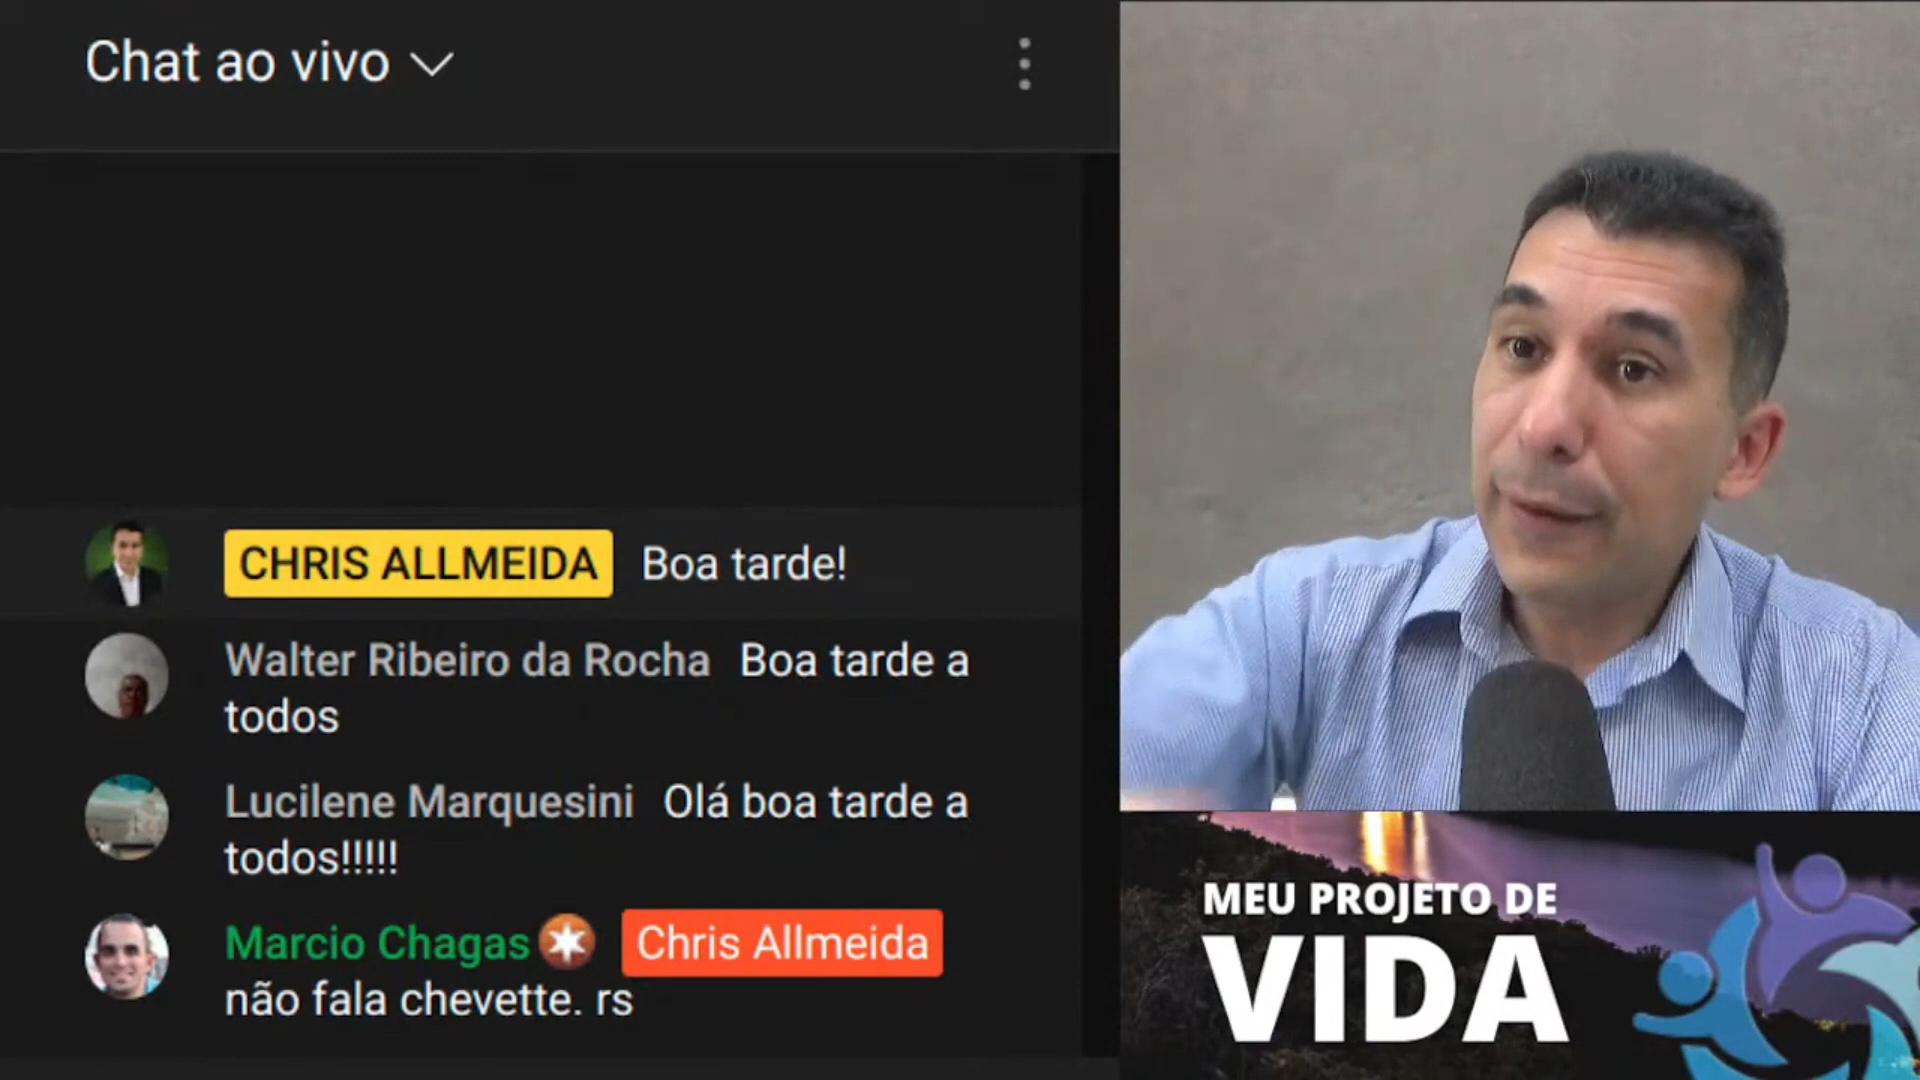 Chat ao vivo
CHRIS ALLMEIDA Boa tarde!
Walter Ribeiro da Rocha Boa tarde a
todos
Lucilene Marquesini Olá boa tarde a
todos!!!!!
Marcio Chagas Chris Allmeida
não fala chevette. rs
MEU PROJETO DE
VIDA